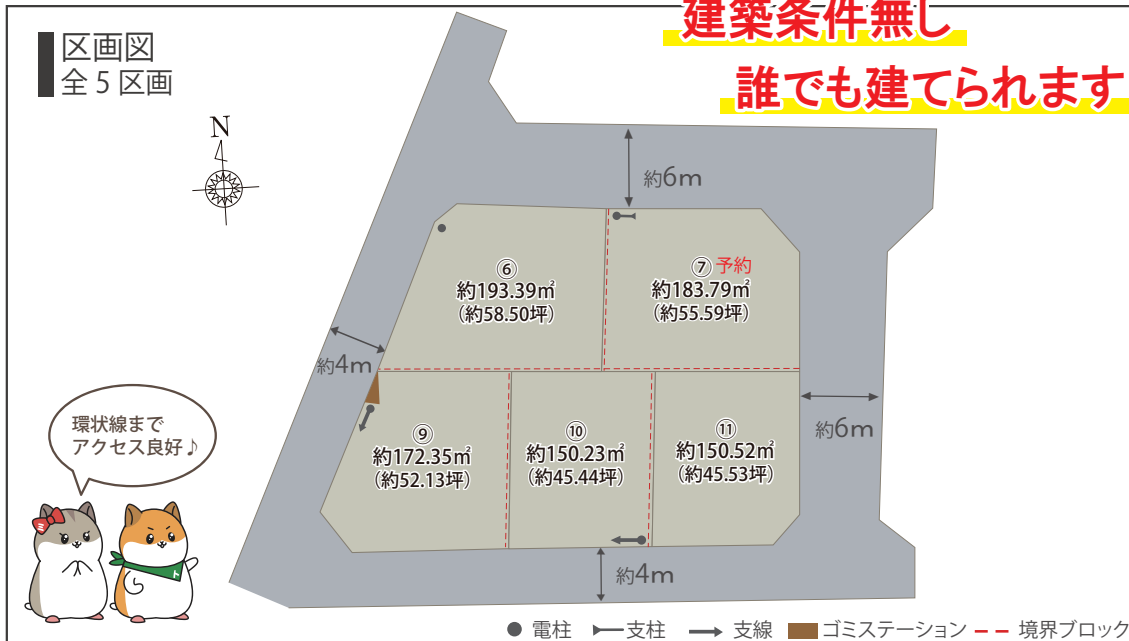 区画図
全5区画
建築条件無し
誰でも建てられます
N
約6m
⑥
約193.39㎡
（約58.50坪）
⑦ 予約
約183.79㎡
（約55.59坪）
約4m
⑨
約172.35㎡
（約52.13坪）
⑩
約150.23㎡
（約45.44坪）
⑪
約150.52㎡
（約45.53坪）
約6m
環状線まで
アクセス良好♪
ミ
ト
約4m
電柱 支柱 支線 ゴミステーション 境界ブロック